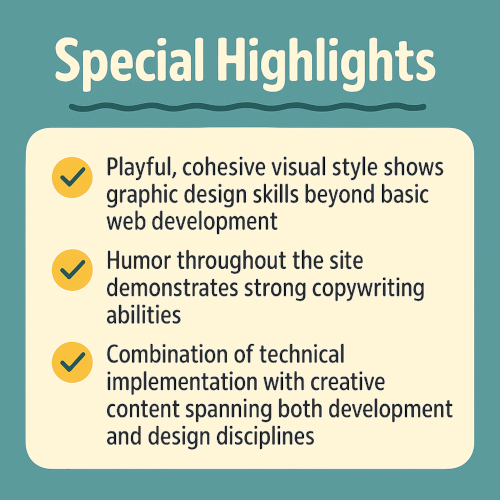 Special Highlights
Playful, cohesive visual style shows
graphic design skills beyond basic
web development
Humor throughout the site
demonstrates strong copywriting
abilities
Combination of technical
implementation with creative
content spanning both development
and design disciplines